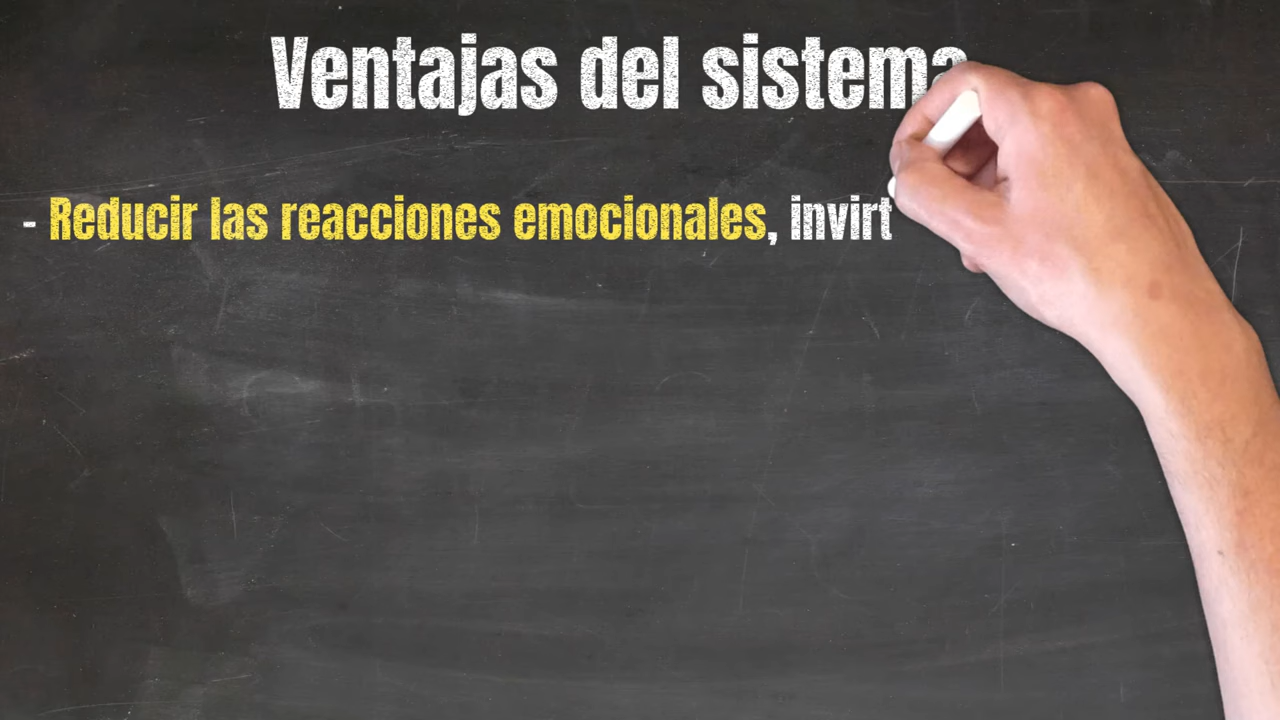 Ventajas del sistema
- Reducir las reacciones emocionales, invirt